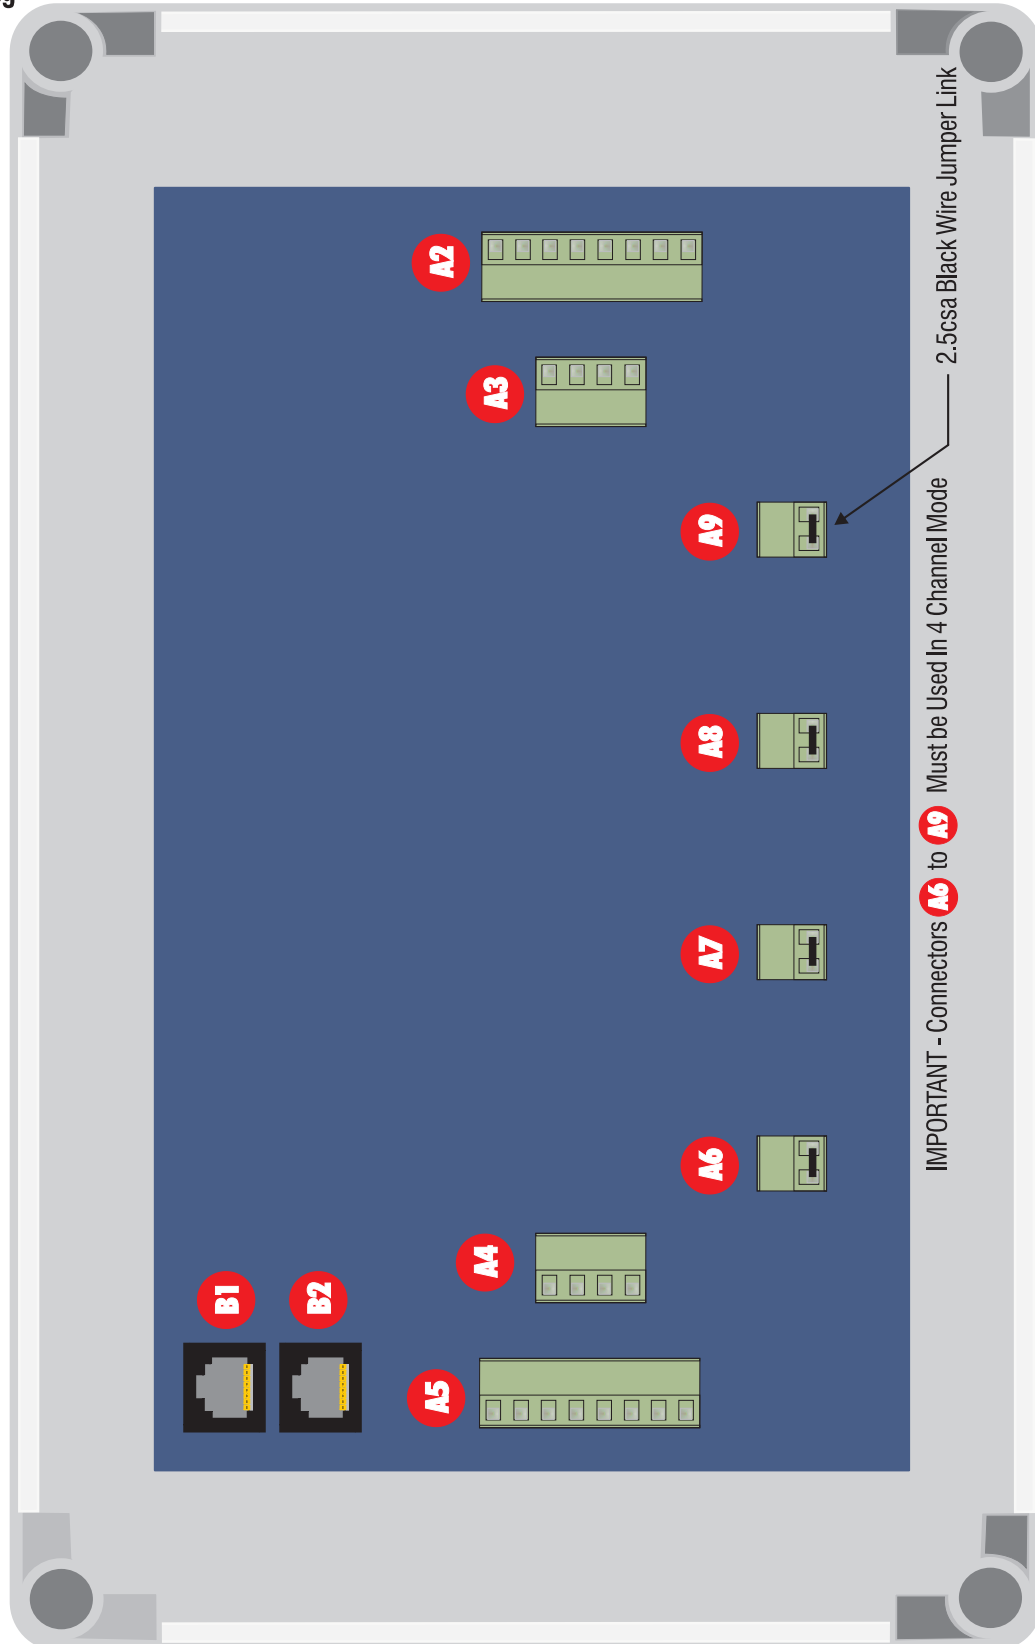 B1
B2
A5
A2
A4
A3
A6
A7
A8
A9
IMPORTANT - Connectors A6 to A9 Must be Used In 4 Channel Mode
2.5csa Black Wire Jumper Link